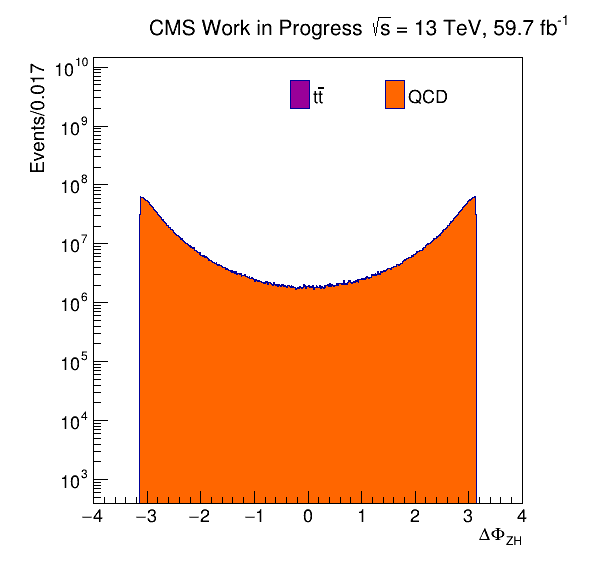 CMS Work in Progress √s = 13 TeV, 59.7 fb⁻¹
Events/0.017
tt̅ QCD
10¹⁰
10⁹
10⁸
10⁷
10⁶
10⁵
10⁴
10³
−4 −3 −2 −1 0 1 2 3 4
ΔΦ_ZH